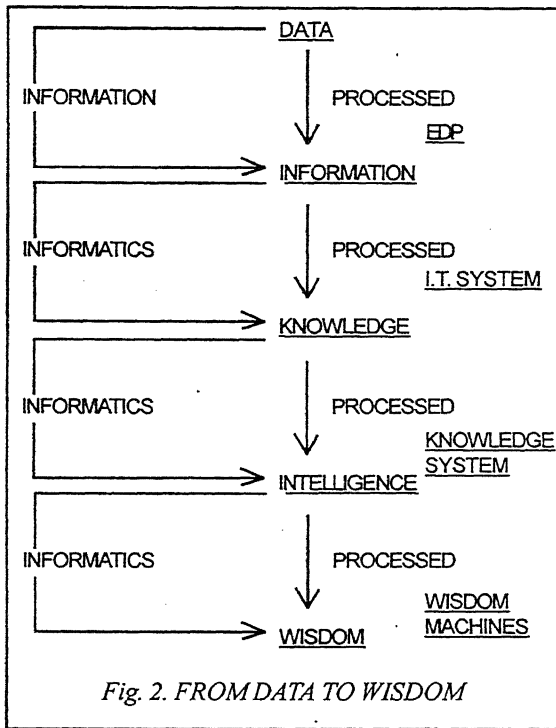 DATA
INFORMATION
PROCESSED
EDP
INFORMATION
INFORMATICS
PROCESSED
I.T. SYSTEM
KNOWLEDGE
INFORMATICS
PROCESSED
KNOWLEDGE
SYSTEM
INTELLIGENCE
INFORMATICS
PROCESSED
WISDOM
MACHINES
WISDOM
Fig. 2. FROM DATA TO WISDOM